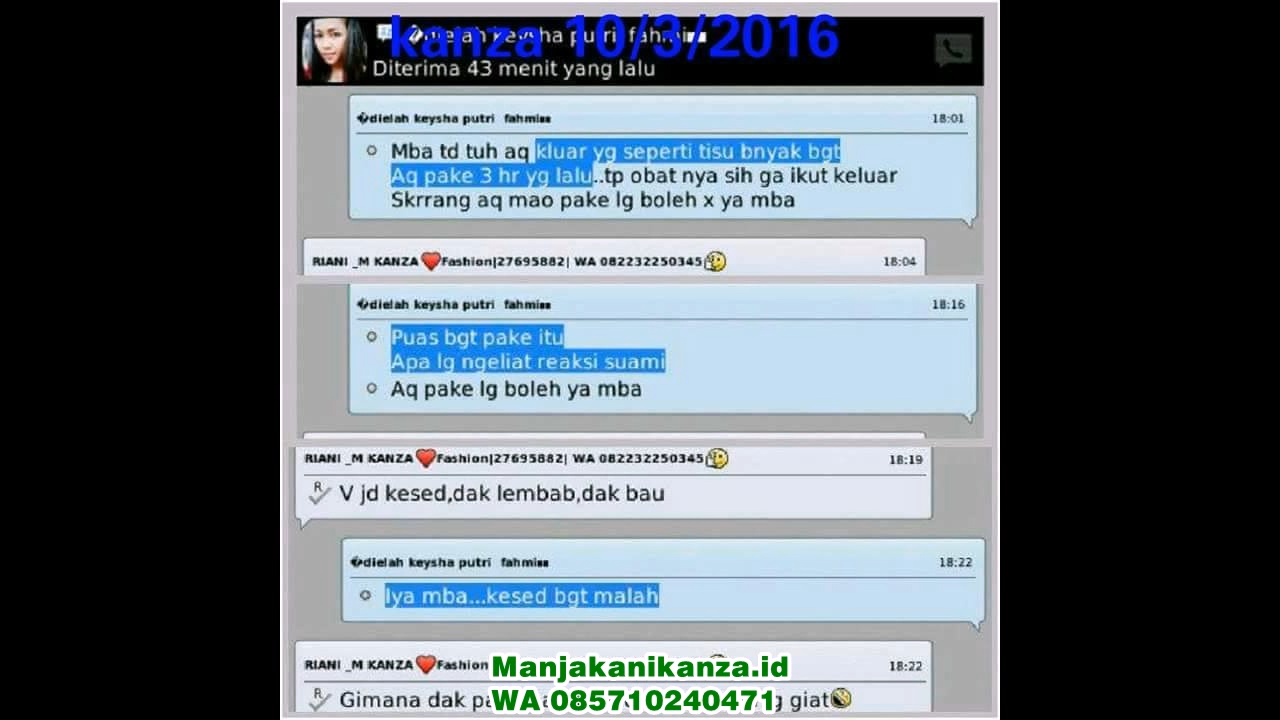 kanza 10/3/2016
dielah keysha putri fahmi
Diterima 43 menit yang lalu
dielah keysha putri fahmi 18:01
Mba td tuh aq kluar yg seperti tisu bnyak bgt
Aq pake 3 hr yg lalu..tp obat nya sih ga ikut keluar
Skrrang aq mao pake lg boleh x ya mba
RIANI _M KANZA❤Fashion|27695882| WA 082232250345 18:04
dielah keysha putri fahmi 18:16
Puas bgt pake itu
Apa lg ngeliat reaksi suami
Aq pake lg boleh ya mba
RIANI _M KANZA❤Fashion|27695882| WA 082232250345 18:19
R V jd kesed,dak lembab,dak bau
dielah keysha putri fahmi 18:22
Iya mba...kesed bgt malah
RIANI _M KANZA❤Fashion 18:22
Manjakanikanza.id
R Gimana dak giat
WA 085710240471